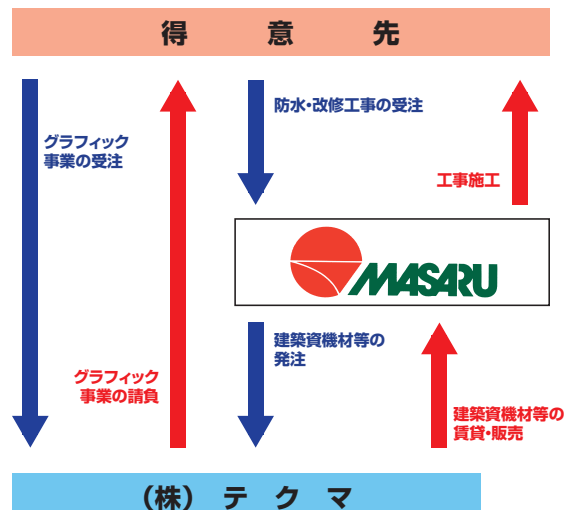 得意先
グラフィック
事業の受注
防水・改修工事の受注
工事施工
MASARU
建築資機材等の
発注
グラフィック
事業の請負
建築資機材等の
賃貸・販売
（株）テクマ